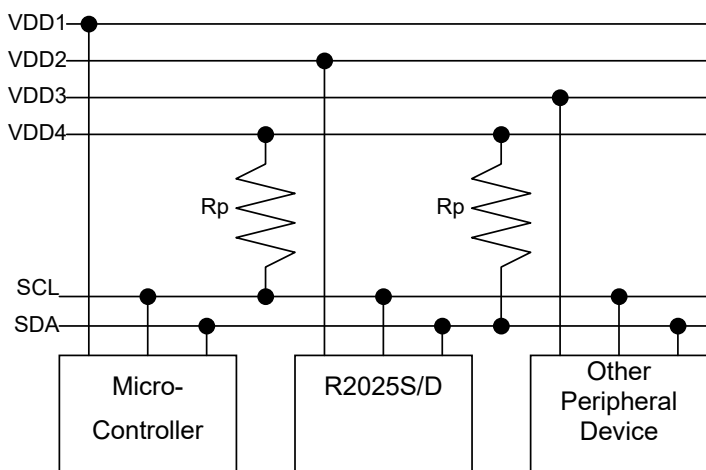 VDD1
VDD2
VDD3
VDD4
Rp
Rp
SCL
SDA
Micro-
Controller
R2025S/D
Other
Peripheral
Device